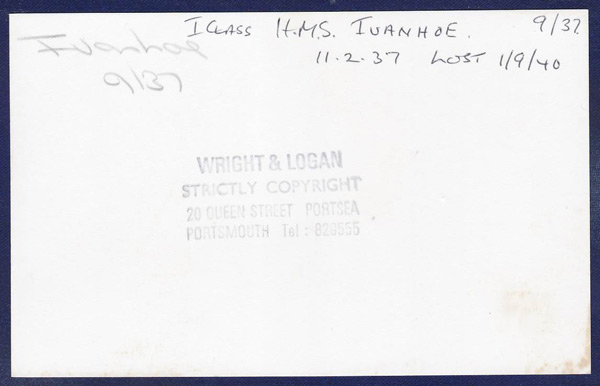 I CLASS H.M.S. IVANHOE. 9/37
11.2.37 LOST 1/9/40
Ivanhoe
9/37
WRIGHT & LOGAN
STRICTLY COPYRIGHT
20 QUEEN STREET PORTSEA
PORTSMOUTH Tel : 829555